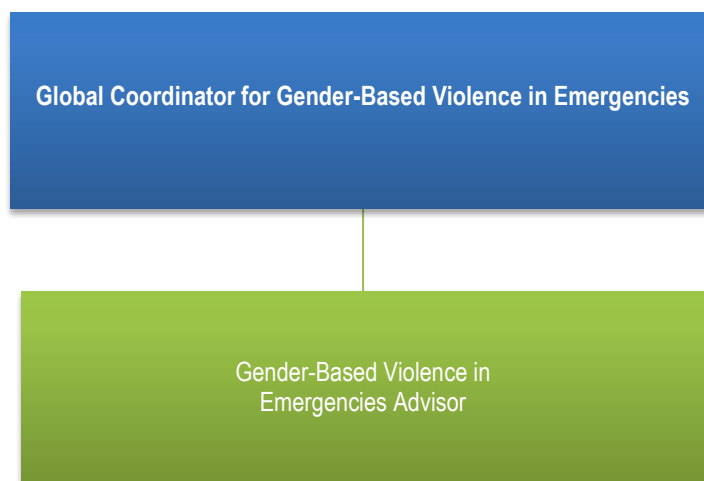 Global Coordinator for Gender-Based Violence in Emergencies
Gender-Based Violence in
Emergencies Advisor